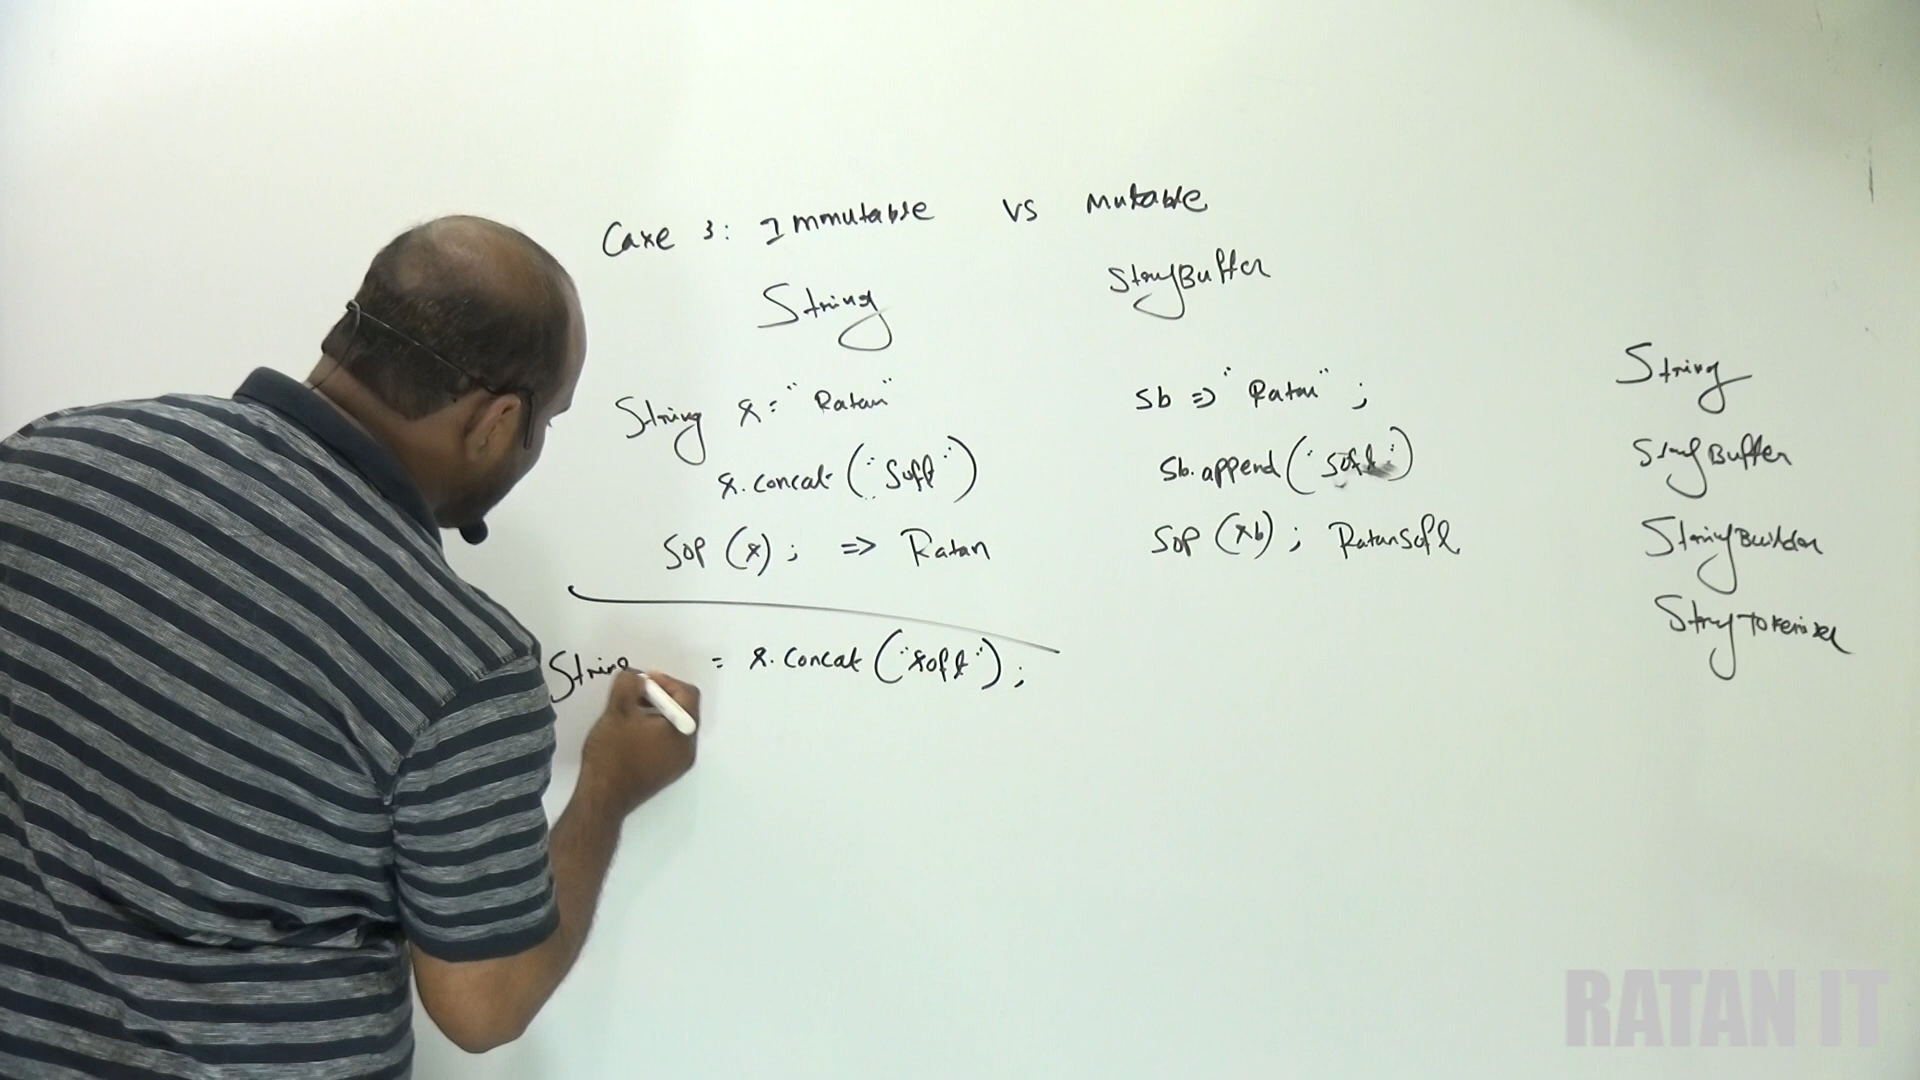 Case 3: Immutable vs Mutable
String
StringBuffer
String s = "Ratan"
s.concat("soft")
sop(s); => Ratan
String = s.concat("soft");
sb => "Ratan";
sb.append("soft")
sop(sb); Ratansoft
String
StringBuffer
StringBuilder
StringTokenizer
RATAN IT